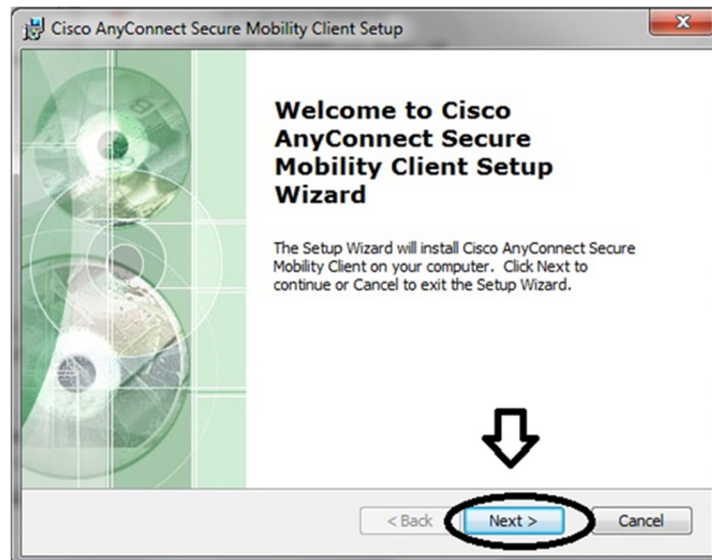 Cisco AnyConnect Secure Mobility Client Setup
Welcome to Cisco
AnyConnect Secure
Mobility Client Setup
Wizard
The Setup Wizard will install Cisco AnyConnect Secure
Mobility Client on your computer. Click Next to
continue or Cancel to exit the Setup Wizard.
< Back
Next >
Cancel